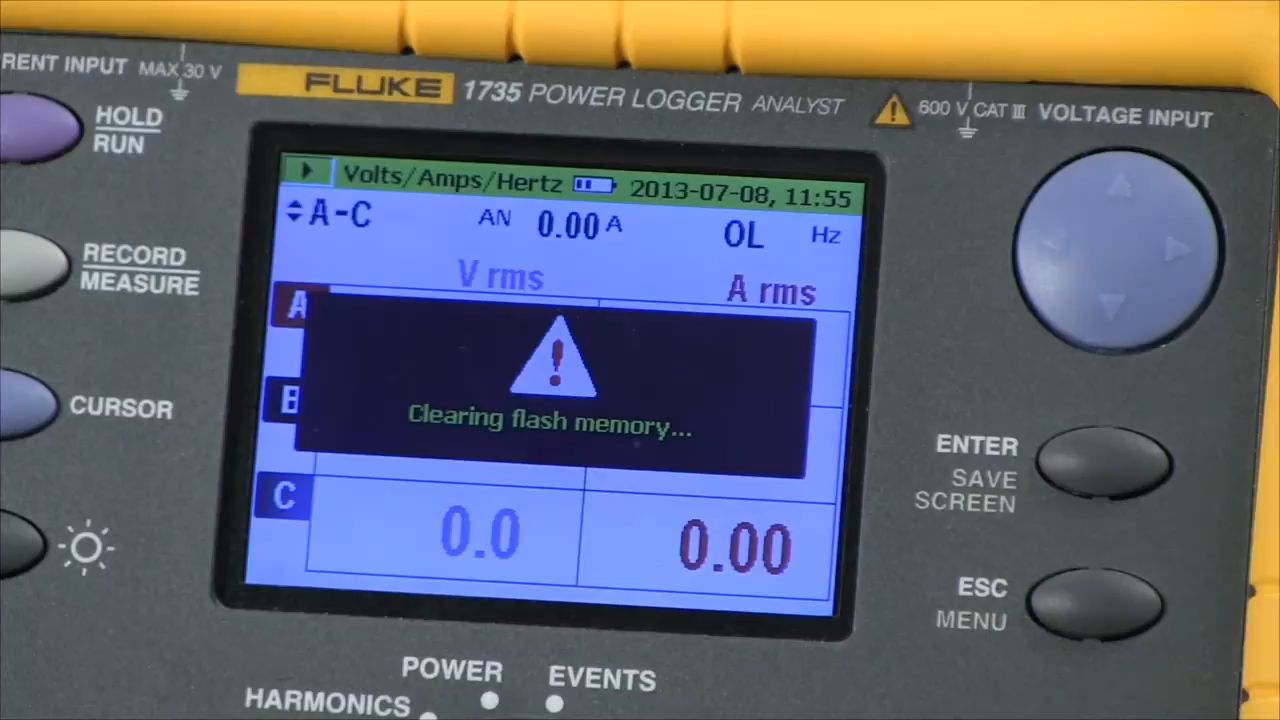 RENT INPUT MAX 30 V
FLUKE 1735 POWER LOGGER ANALYST
600 V CAT III VOLTAGE INPUT
HOLD
RUN
RECORD
MEASURE
CURSOR
Volts/Amps/Hertz 2013-07-08, 11:55
A-C AN 0.00 A OL Hz
V rms A rms
A
Clearing flash memory...
B
C 0.0 0.00
ENTER
SAVE
SCREEN
ESC
MENU
POWER EVENTS
HARMONICS